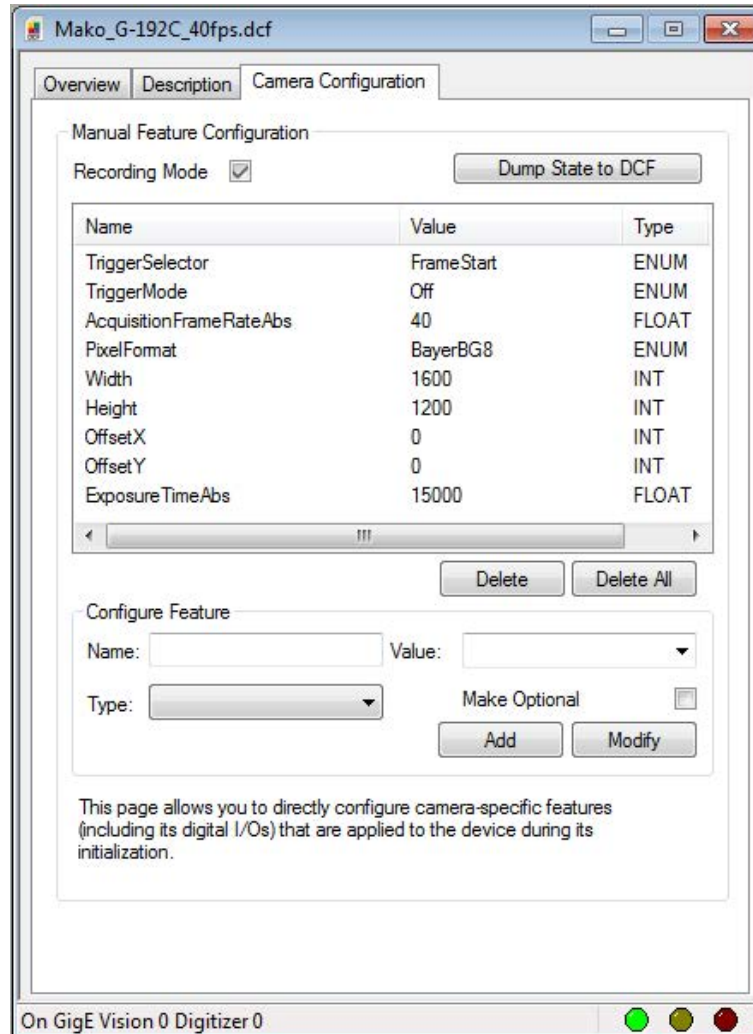 Mako_G-192C_40fps.dcf
Overview Description Camera Configuration
Manual Feature Configuration
Recording Mode Dump State to DCF
Name Value Type
TriggerSelector FrameStart ENUM
TriggerMode Off ENUM
AcquisitionFrameRateAbs 40 FLOAT
PixelFormat BayerBG8 ENUM
Width 1600 INT
Height 1200 INT
OffsetX 0 INT
OffsetY 0 INT
ExposureTimeAbs 15000 FLOAT
Delete Delete All
Configure Feature
Name: Value:
Type: Make Optional
Add Modify
This page allows you to directly configure camera-specific features
(including its digital I/Os) that are applied to the device during its
initialization.
On GigE Vision 0 Digitizer 0